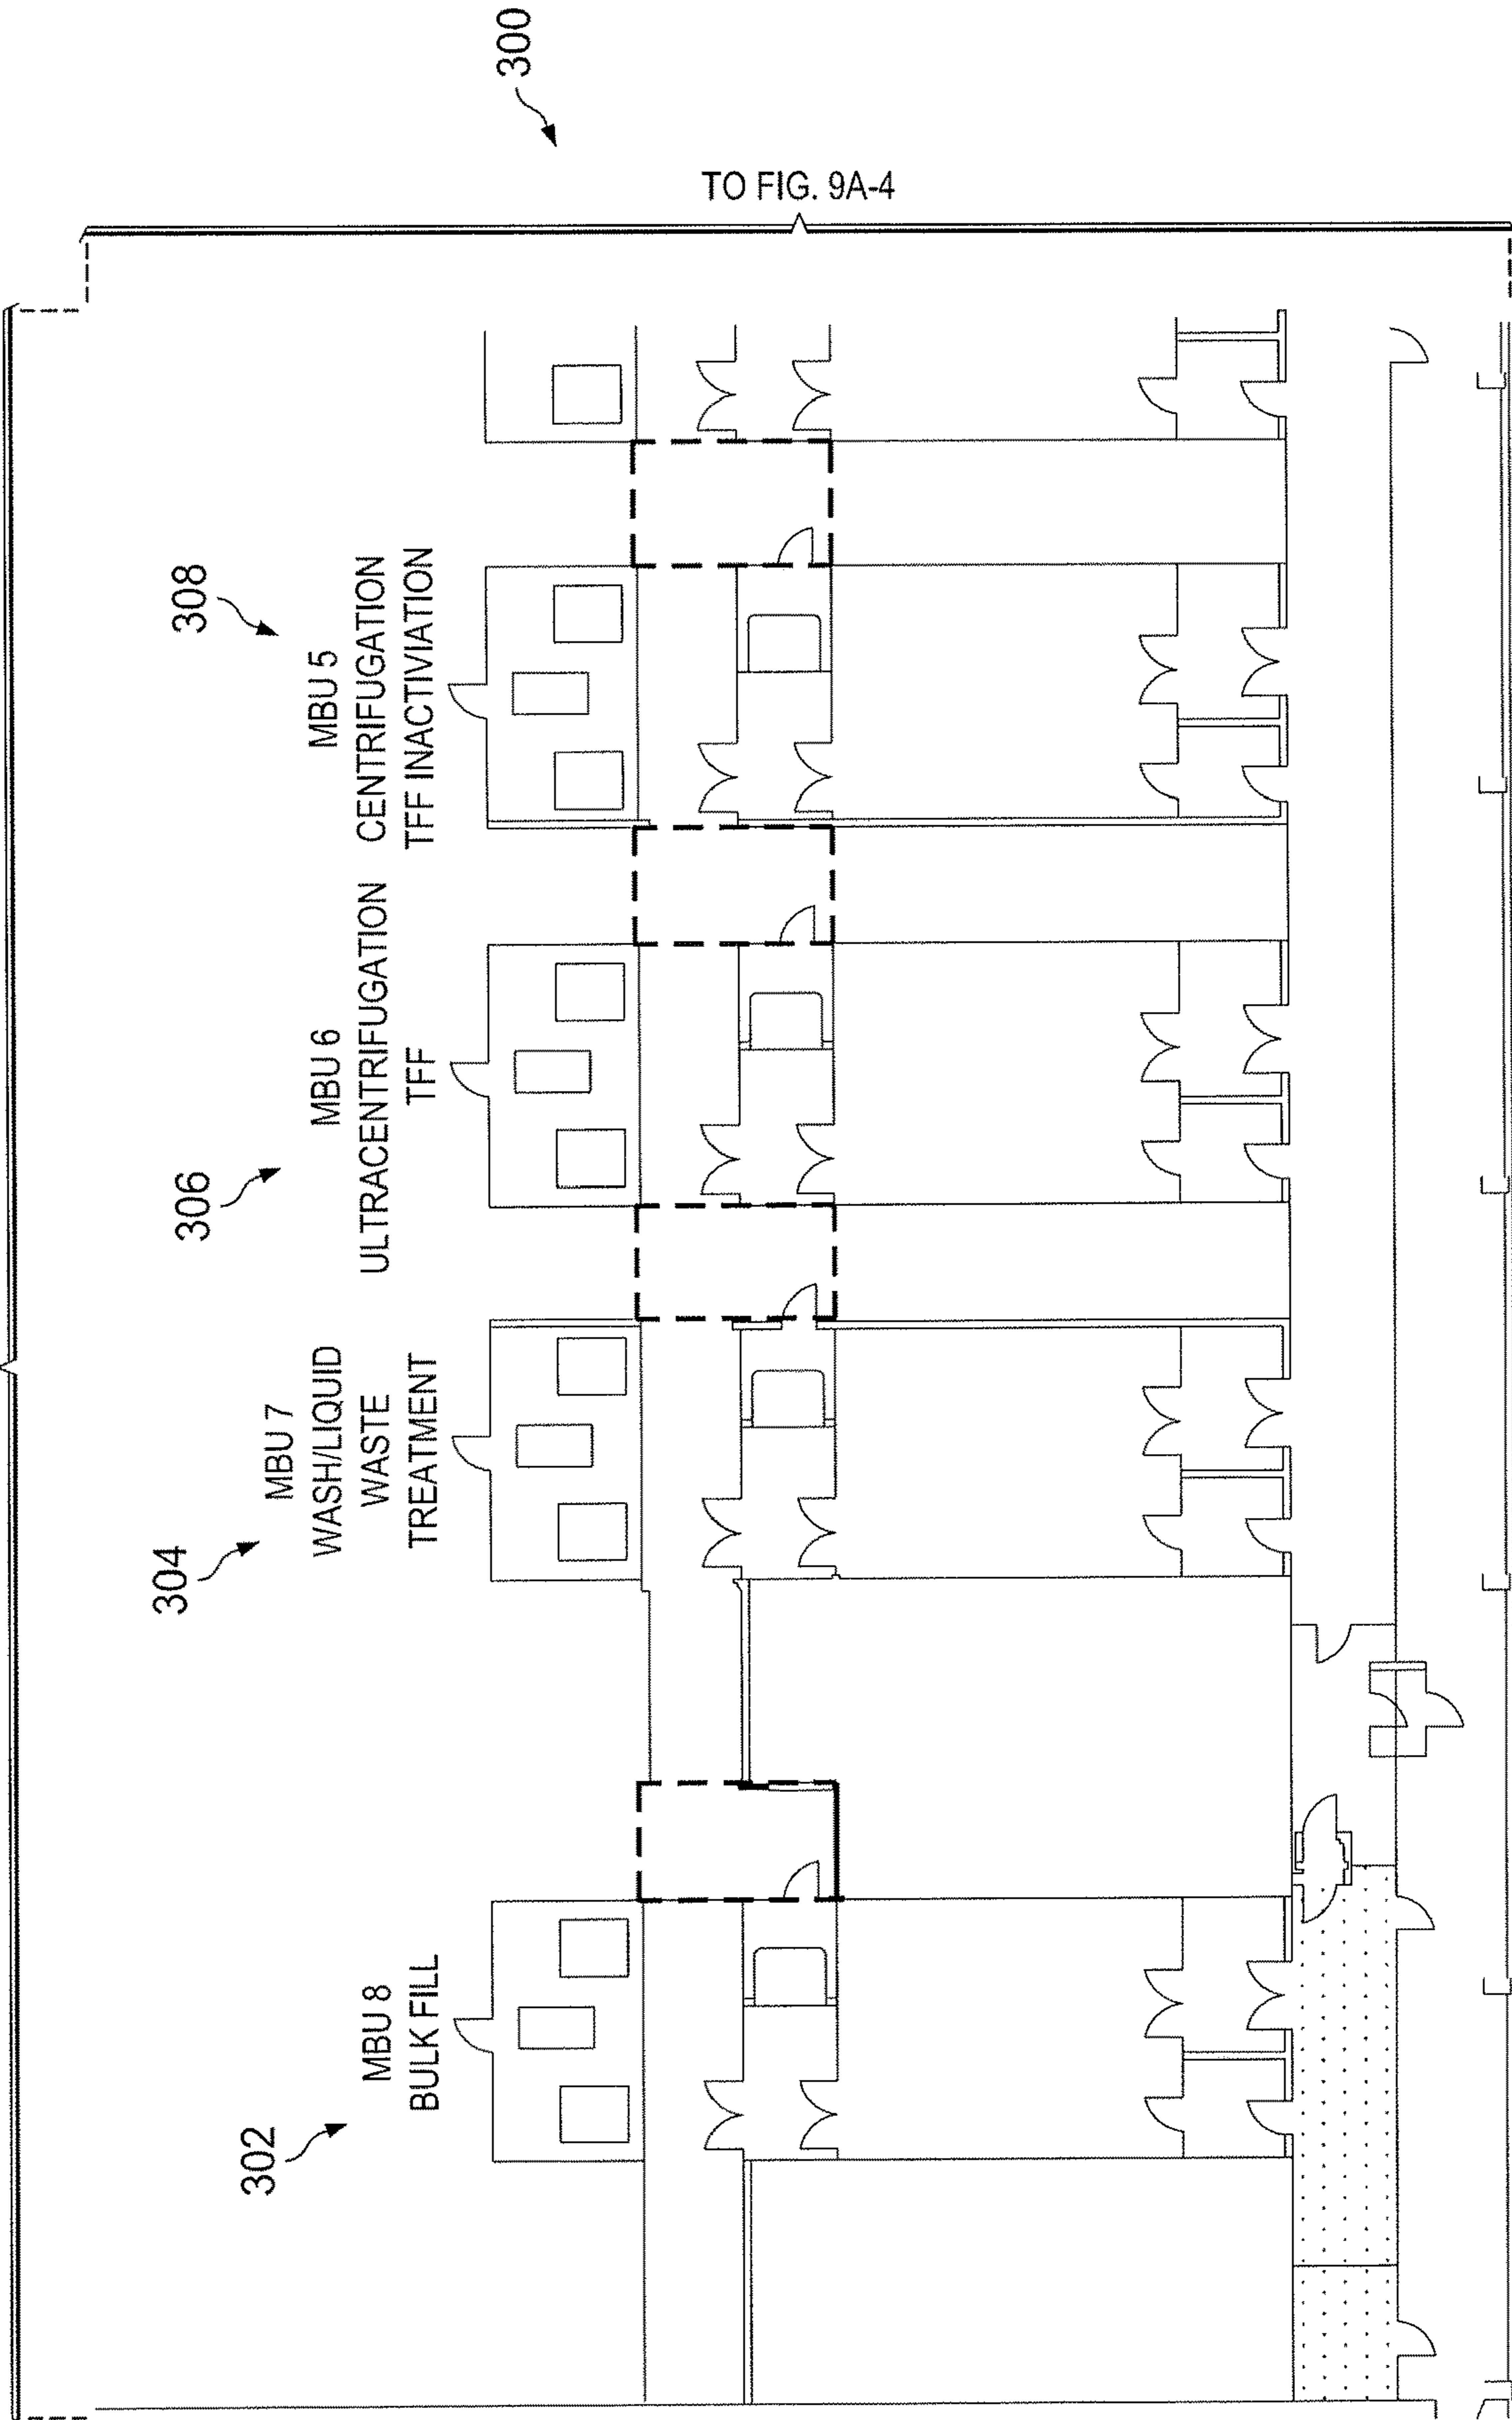 300
TO FIG. 9A-4
308
MBU 5
CENTRIFUGATION
TFF INACTIVIATION
306
MBU 6
ULTRACENTRIFUGATION
TFF
304
MBU 7
WASH/LIQUID
WASTE
TREATMENT
302
MBU 8
BULK FILL